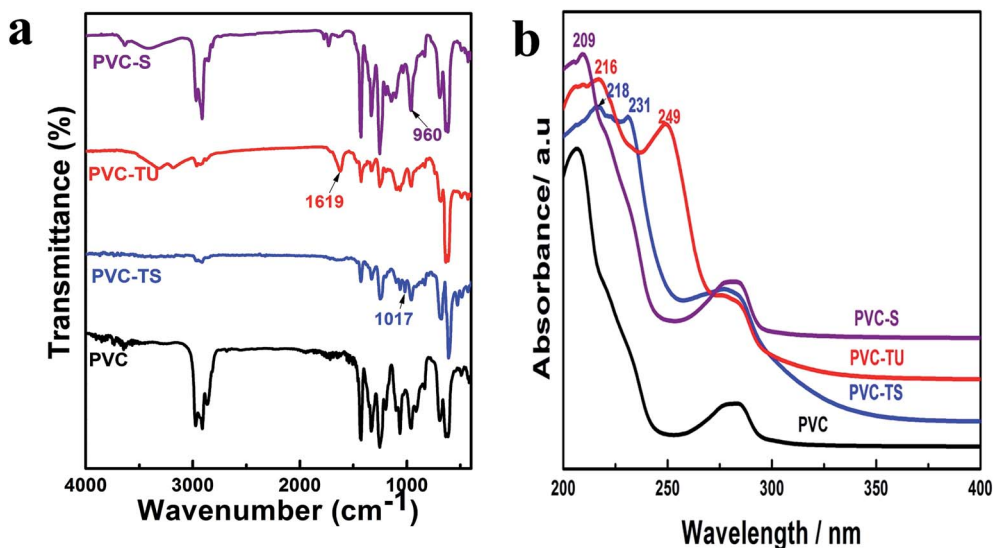 a
PVC-S
960
PVC-TU
1619
PVC-TS
1017
PVC
Transmittance (%)
4000 3000 2000 1000
Wavenumber (cm-1)
b
209
216
218
231
249
PVC-S
PVC-TU
PVC-TS
PVC
Absorbance/ a.u
200 250 300 350 400
Wavelength / nm